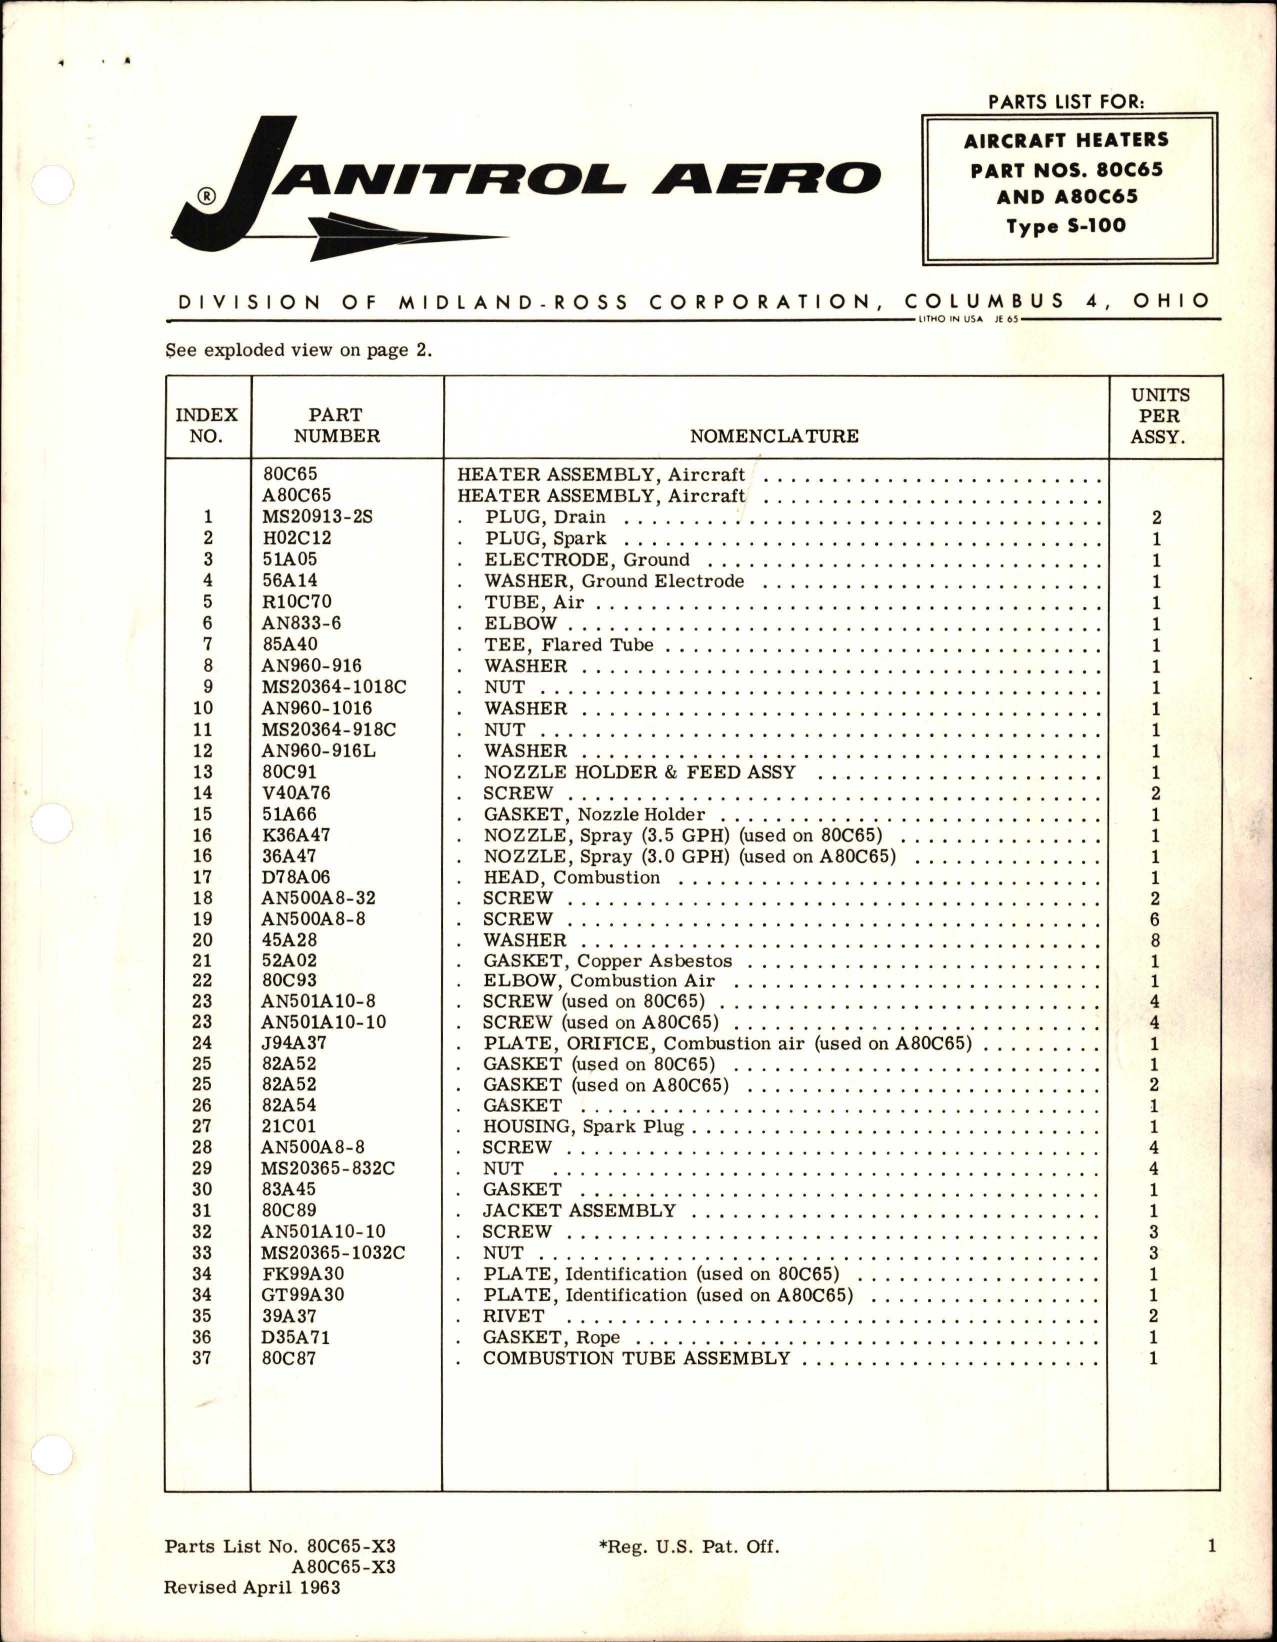 PARTS LIST FOR:
AIRCRAFT HEATERS
PART NOS. 80C65
AND A80C65
Type S-100
® JANITROL AERO
DIVISION OF MIDLAND-ROSS CORPORATION, COLUMBUS 4, OHIO
LITHO IN USA JE 65
See exploded view on page 2.
INDEX NO. PART NUMBER NOMENCLATURE UNITS PER ASSY.
80C65 HEATER ASSEMBLY, Aircraft
A80C65 HEATER ASSEMBLY, Aircraft
1 MS20913-2S . PLUG, Drain 2
2 H02C12 . PLUG, Spark 1
3 51A05 . ELECTRODE, Ground 1
4 56A14 . WASHER, Ground Electrode 1
5 R10C70 . TUBE, Air 1
6 AN833-6 . ELBOW 1
7 85A40 . TEE, Flared Tube 1
8 AN960-916 . WASHER 1
9 MS20364-1018C . NUT 1
10 AN960-1016 . WASHER 1
11 MS20364-918C . NUT 1
12 AN960-916L . WASHER 1
13 80C91 . NOZZLE HOLDER & FEED ASSY 1
14 V40A76 . SCREW 2
15 51A66 . GASKET, Nozzle Holder 1
16 K36A47 . NOZZLE, Spray (3.5 GPH) (used on 80C65) 1
16 36A47 . NOZZLE, Spray (3.0 GPH) (used on A80C65) 1
17 D78A06 . HEAD, Combustion 1
18 AN500A8-32 . SCREW 2
19 AN500A8-8 . SCREW 6
20 45A28 . WASHER 8
21 52A02 . GASKET, Copper Asbestos 1
22 80C93 . ELBOW, Combustion Air 1
23 AN501A10-8 . SCREW (used on 80C65) 4
23 AN501A10-10 . SCREW (used on A80C65) 4
24 J94A37 . PLATE, ORIFICE, Combustion air (used on A80C65) 1
25 82A52 . GASKET (used on 80C65) 1
25 82A52 . GASKET (used on A80C65) 2
26 82A54 . GASKET 1
27 21C01 . HOUSING, Spark Plug 1
28 AN500A8-8 . SCREW 4
29 MS20365-832C . NUT 4
30 83A45 . GASKET 1
31 80C89 . JACKET ASSEMBLY 1
32 AN501A10-10 . SCREW 3
33 MS20365-1032C . NUT 3
34 FK99A30 . PLATE, Identification (used on 80C65) 1
34 GT99A30 . PLATE, Identification (used on A80C65) 1
35 39A37 . RIVET 2
36 D35A71 . GASKET, Rope 1
37 80C87 . COMBUSTION TUBE ASSEMBLY 1
Parts List No. 80C65-X3 *Reg. U.S. Pat. Off. 1
A80C65-X3
Revised April 1963